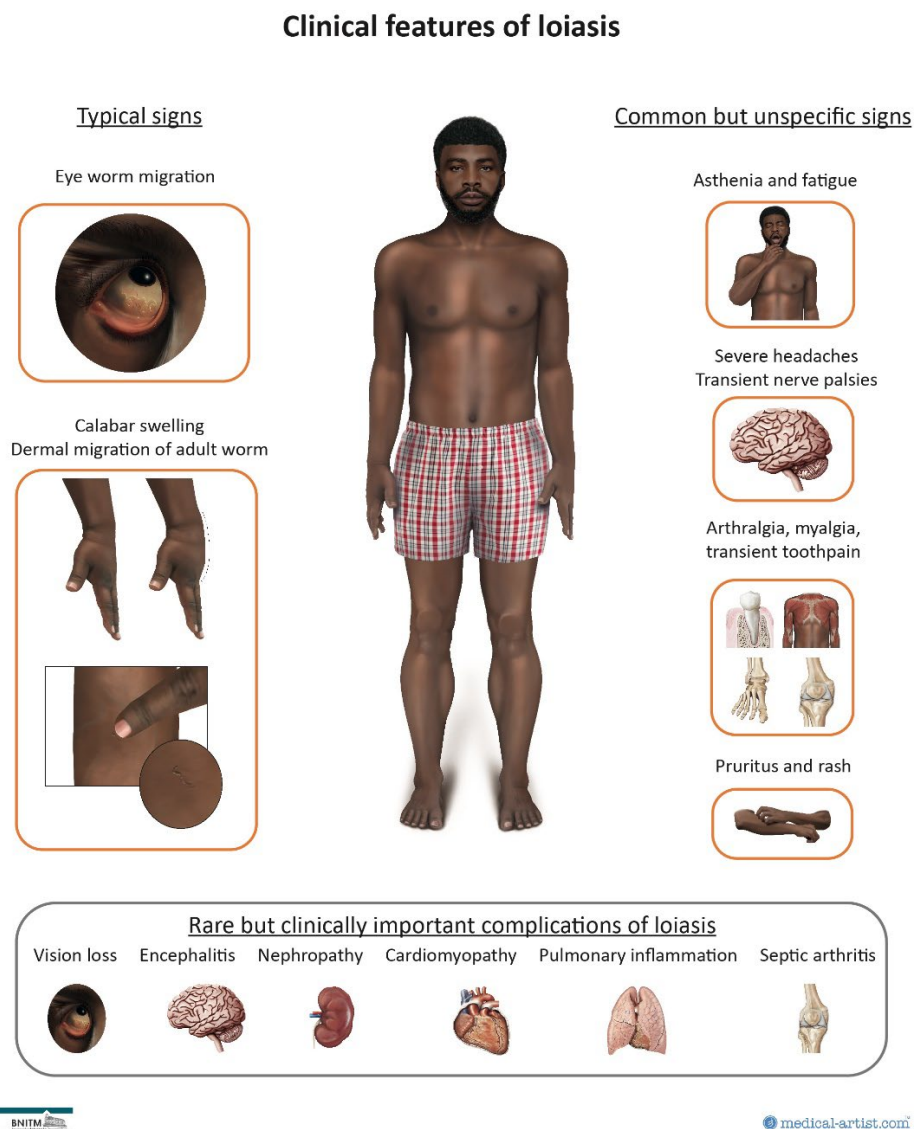 Clinical features of loiasis
Typical signs
Eye worm migration
Calabar swelling
Dermal migration of adult worm
Common but unspecific signs
Asthenia and fatigue
Severe headaches
Transient nerve palsies
Arthralgia, myalgia,
transient toothpain
Pruritus and rash
Rare but clinically important complications of loiasis
Vision loss Encephalitis Nephropathy Cardiomyopathy Pulmonary inflammation Septic arthritis
BNITM
medical-artist.com